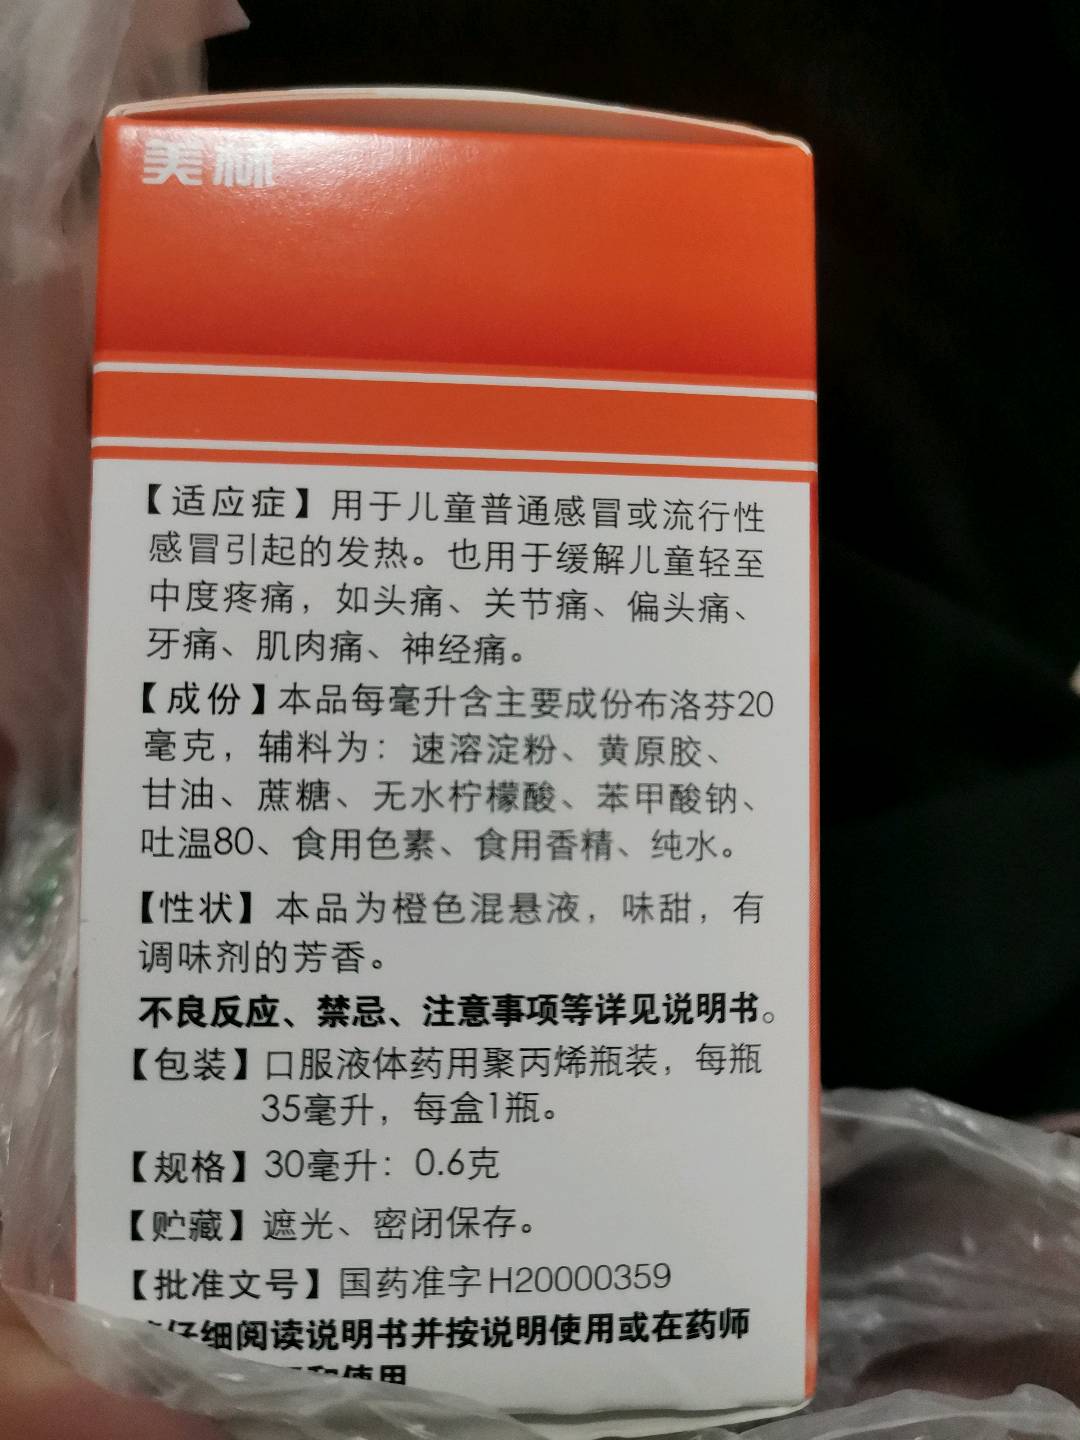 美林
【适应症】用于儿童普通感冒或流行性
感冒引起的发热。也用于缓解儿童轻至
中度疼痛，如头痛、关节痛、偏头痛、
牙痛、肌肉痛、神经痛。
【成份】本品每毫升含主要成份布洛芬20
毫克，辅料为：速溶淀粉、黄原胶、
甘油、蔗糖、无水柠檬酸、苯甲酸钠、
吐温80、食用色素、食用香精、纯水。
【性状】本品为橙色混悬液，味甜，有
调味剂的芳香。
不良反应、禁忌、注意事项等详见说明书。
【包装】口服液体药用聚丙烯瓶装，每瓶
35毫升，每盒1瓶。
【规格】30毫升：0.6克
【贮藏】遮光、密闭保存。
【批准文号】国药准字H20000359
仔细阅读说明书并按说明使用或在药师
和使用